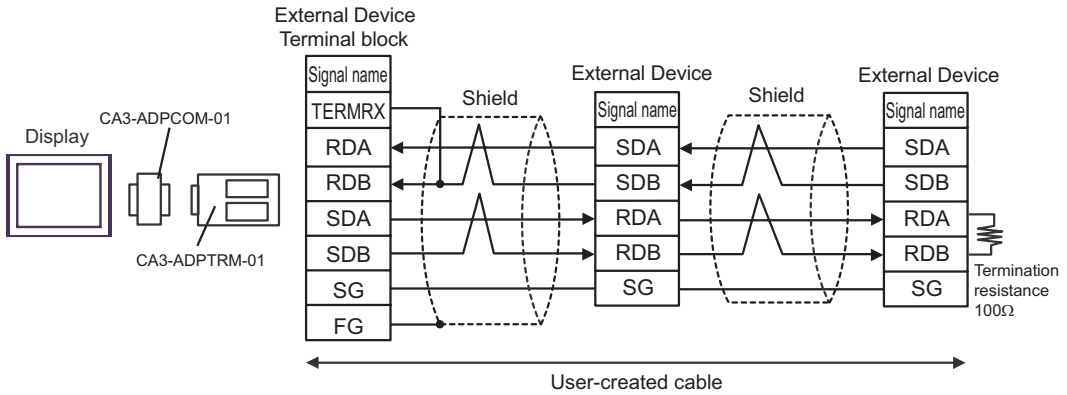 External Device
Terminal block
Signal name
TERMRX
RDA
RDB
SDA
SDB
SG
FG
Display
CA3-ADPCOM-01
CA3-ADPTRM-01
Shield
External Device
Signal name
SDA
SDB
RDA
RDB
SG
Shield
External Device
Signal name
SDA
SDB
RDA
RDB
SG
Termination
resistance
100Ω
User-created cable